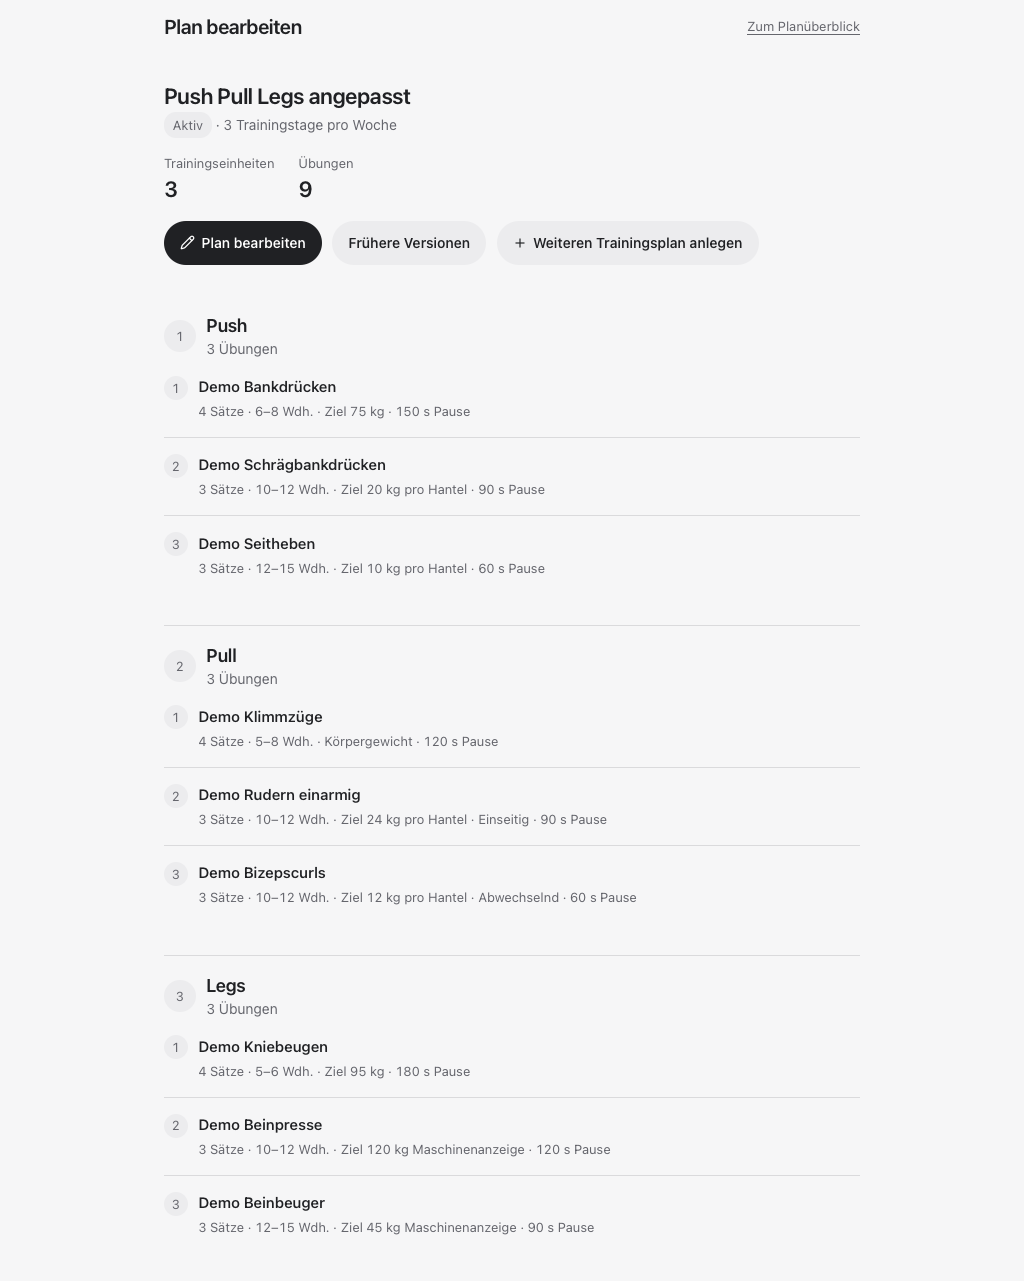 Plan bearbeiten
Zum Planüberblick
Push Pull Legs angepasst
Aktiv · 3 Trainingstage pro Woche
Trainingseinheiten Übungen
3 9
Plan bearbeiten Frühere Versionen + Weiteren Trainingsplan anlegen
1 Push
3 Übungen
1 Demo Bankdrücken
4 Sätze · 6–8 Wdh. · Ziel 75 kg · 150 s Pause
2 Demo Schrägbankdrücken
3 Sätze · 10–12 Wdh. · Ziel 20 kg pro Hantel · 90 s Pause
3 Demo Seitheben
3 Sätze · 12–15 Wdh. · Ziel 10 kg pro Hantel · 60 s Pause
2 Pull
3 Übungen
1 Demo Klimmzüge
4 Sätze · 5–8 Wdh. · Körpergewicht · 120 s Pause
2 Demo Rudern einarmig
3 Sätze · 10–12 Wdh. · Ziel 24 kg pro Hantel · Einseitig · 90 s Pause
3 Demo Bizepscurls
3 Sätze · 10–12 Wdh. · Ziel 12 kg pro Hantel · Abwechselnd · 60 s Pause
3 Legs
3 Übungen
1 Demo Kniebeugen
4 Sätze · 5–6 Wdh. · Ziel 95 kg · 180 s Pause
2 Demo Beinpresse
3 Sätze · 10–12 Wdh. · Ziel 120 kg Maschinenanzeige · 120 s Pause
3 Demo Beinbeuger
3 Sätze · 12–15 Wdh. · Ziel 45 kg Maschinenanzeige · 90 s Pause